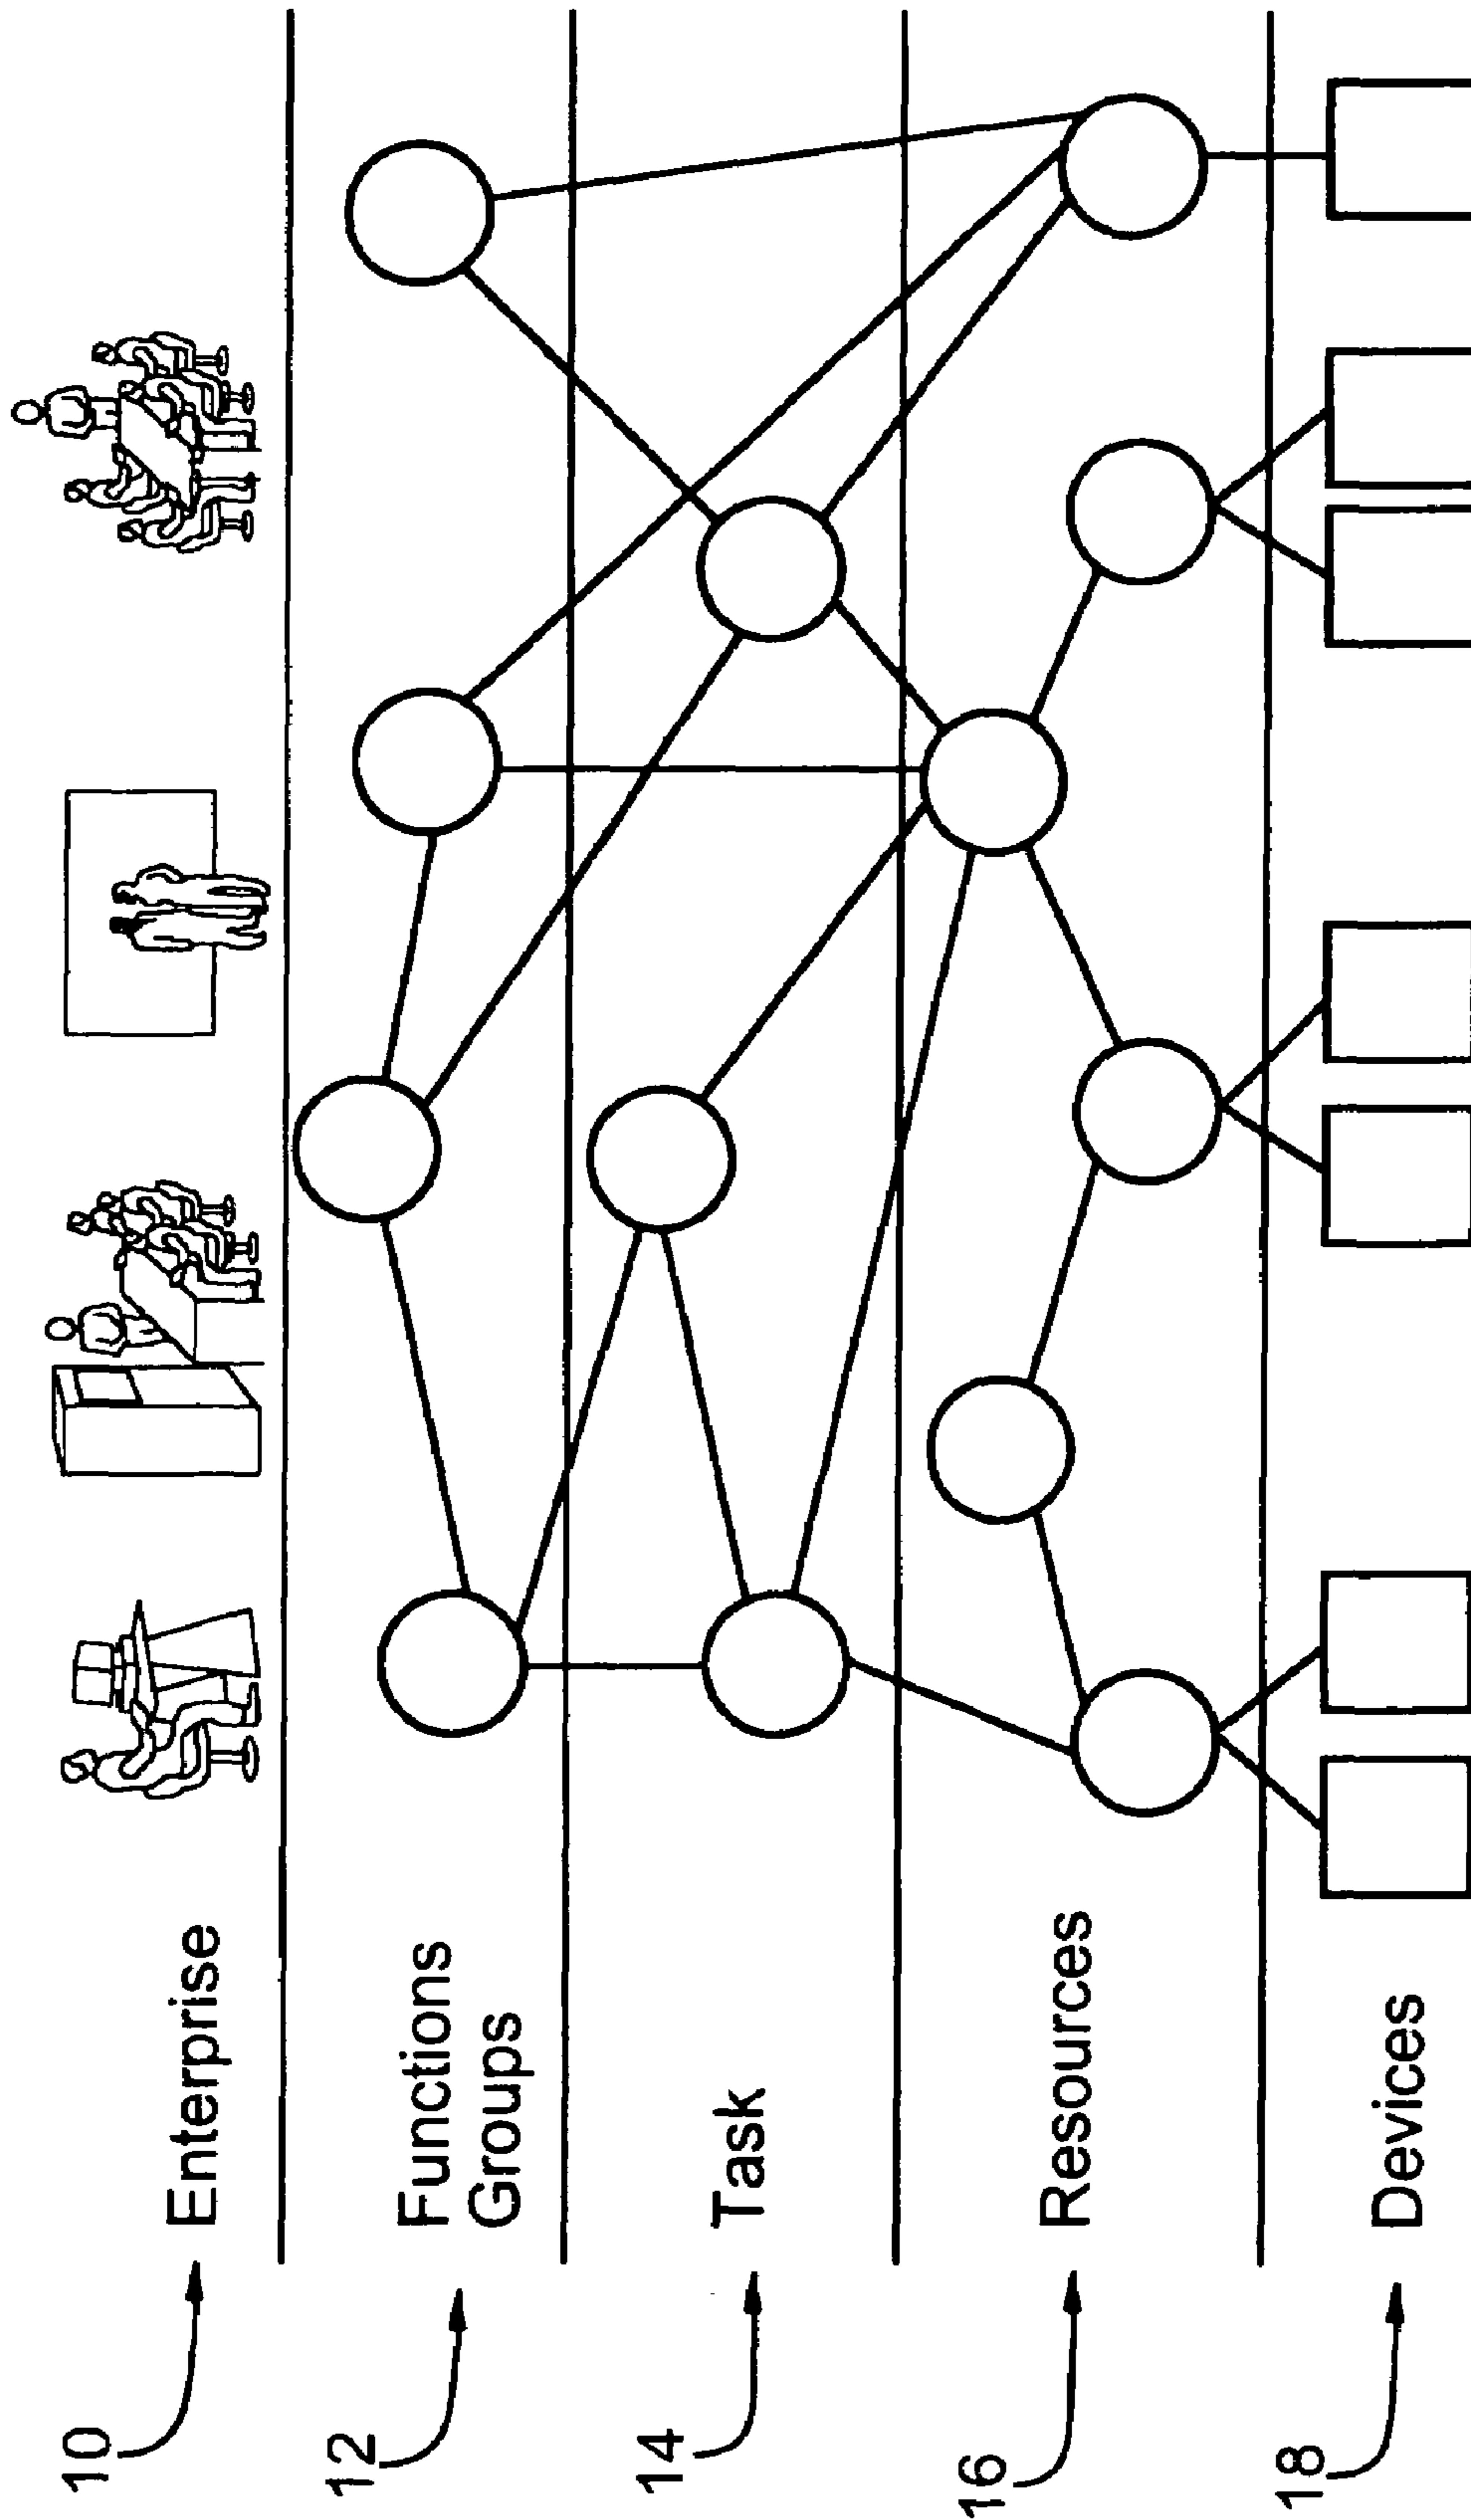 10
Enterprise
12
Functions
Groups
14
Task
16
Resources
18
Devices